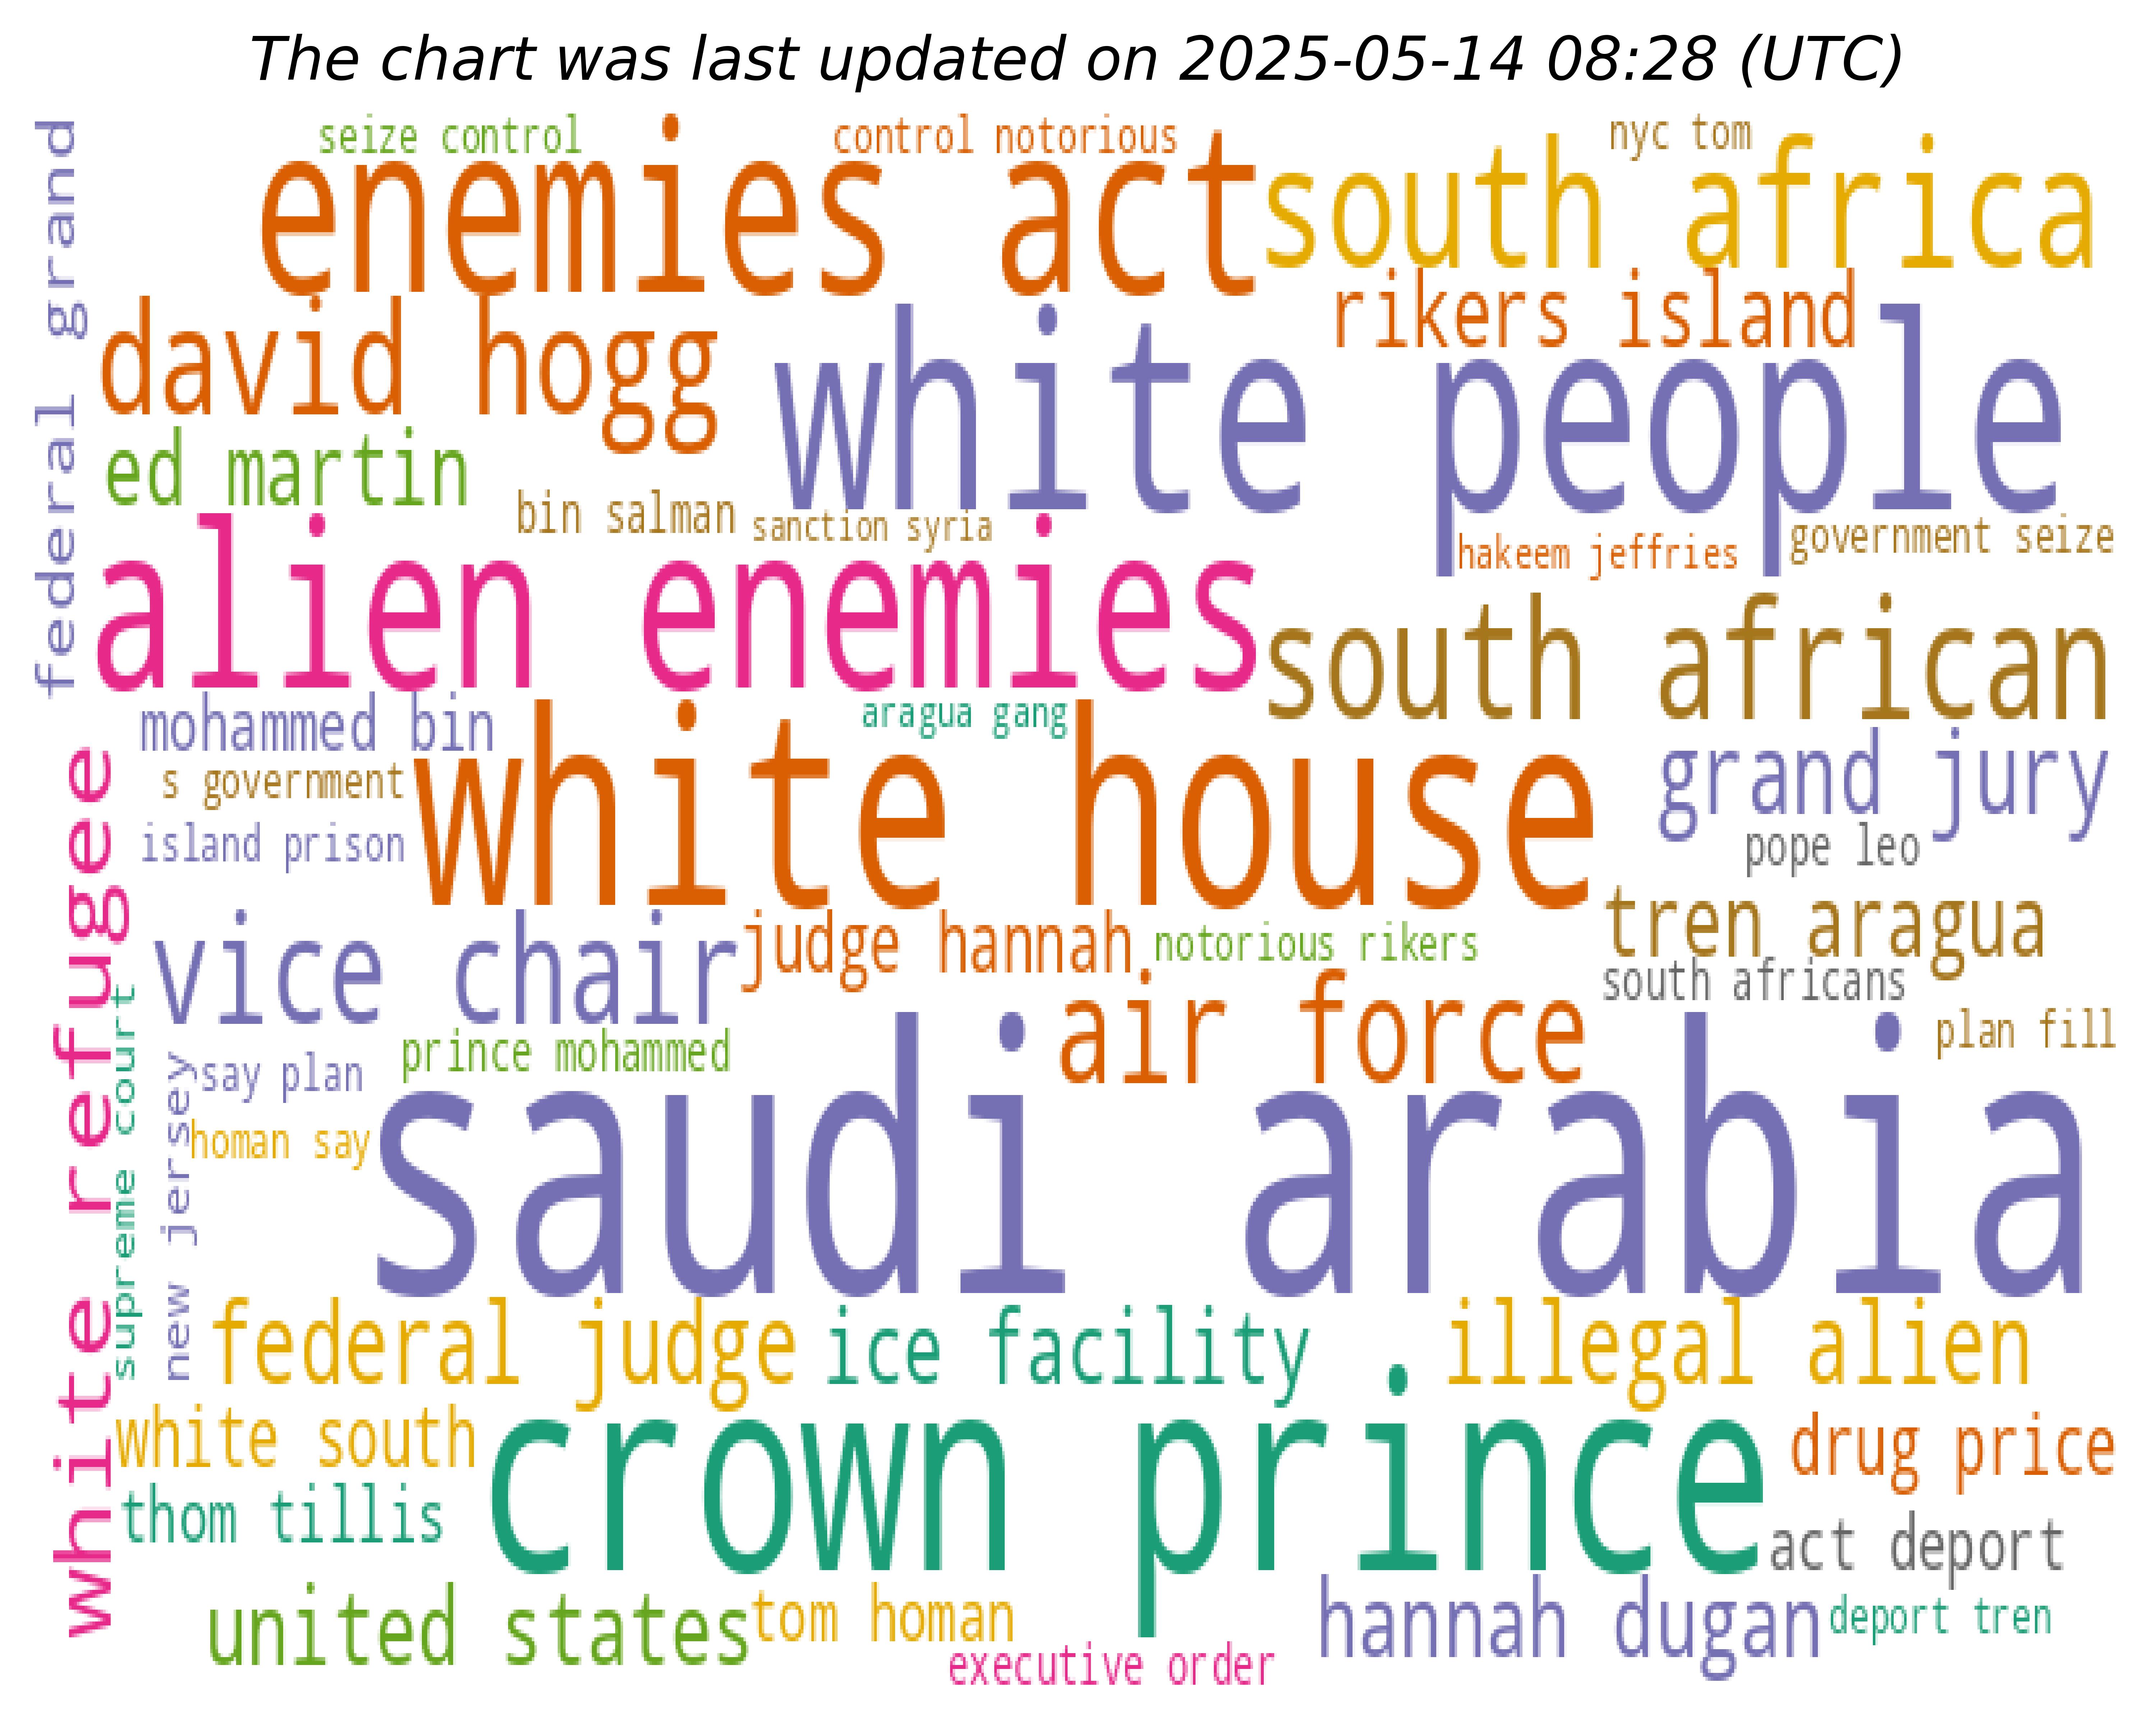 The chart was last updated on 2025-05-14 08:28 (UTC)
seize control
control notorious
nyc tom
enemies act
south africa
federal grand
rikers island
david hogg
white people
ed martin
bin salman
sanction syria
hakeem jeffries
government seize
alien enemies
south african
mohammed bin
aragua gang
white house
grand jury
s government
island prison
pope leo
white refugee
tren aragua
vice chair
judge hannah
notorious rikers
south africans
air force
supreme court
plan fill
prince mohammed
say plan
new jersey
homan say
saudi arabia
federal judge
ice facility
illegal alien
white south
crown prince
drug price
thom tillis
act deport
united states
tom homan
hannah dugan
deport tren
executive order